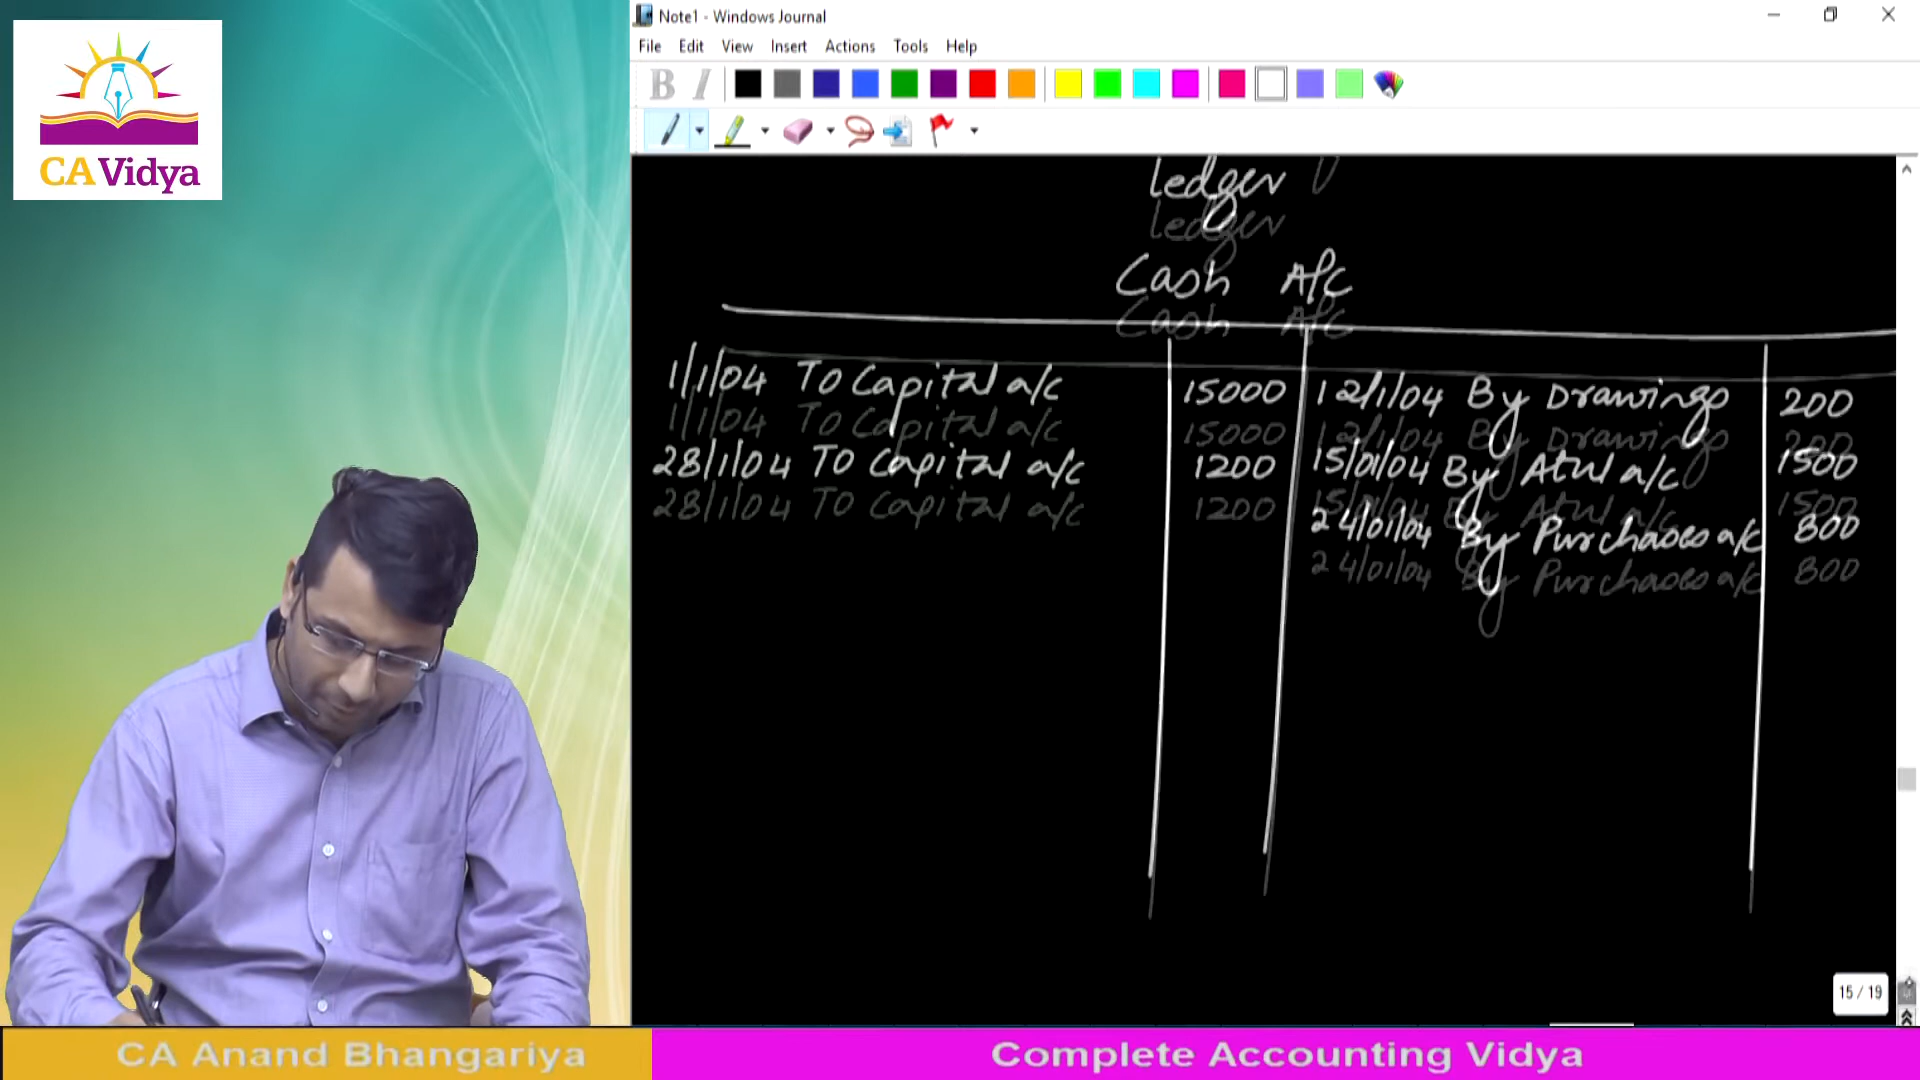 CA Vidya
Note1 - Windows Journal
File Edit View Insert Actions Tools Help
B I
ledger
Cash A/c
1/1/04 To Capital a/c 15000 12/1/04 By Drawings 200
28/1/04 To Capital a/c 1200 15/01/04 By Atul a/c 1500
24/01/04 By Purchases a/c 800
15 / 19
CA Anand Bhangariya
Complete Accounting Vidya